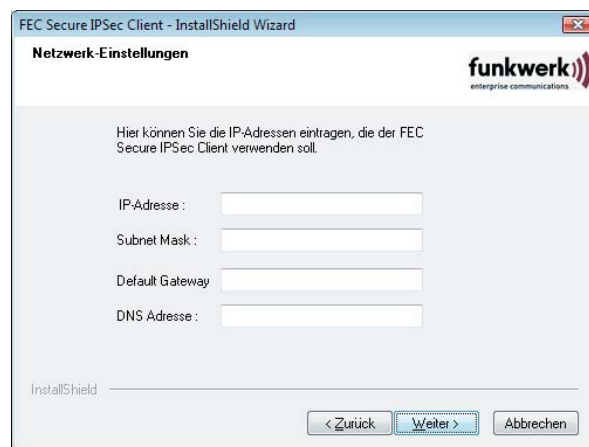 FEC Secure IPSec Client - InstallShield Wizard
Netzwerk-Einstellungen
funkwerk
enterprise communications
Hier können Sie die IP-Adressen eintragen, die der FEC
Secure IPSec Client verwenden soll.
IP-Adresse :
Subnet Mask :
Default Gateway
DNS Adresse :
InstallShield
< Zurück
Weiter >
Abbrechen